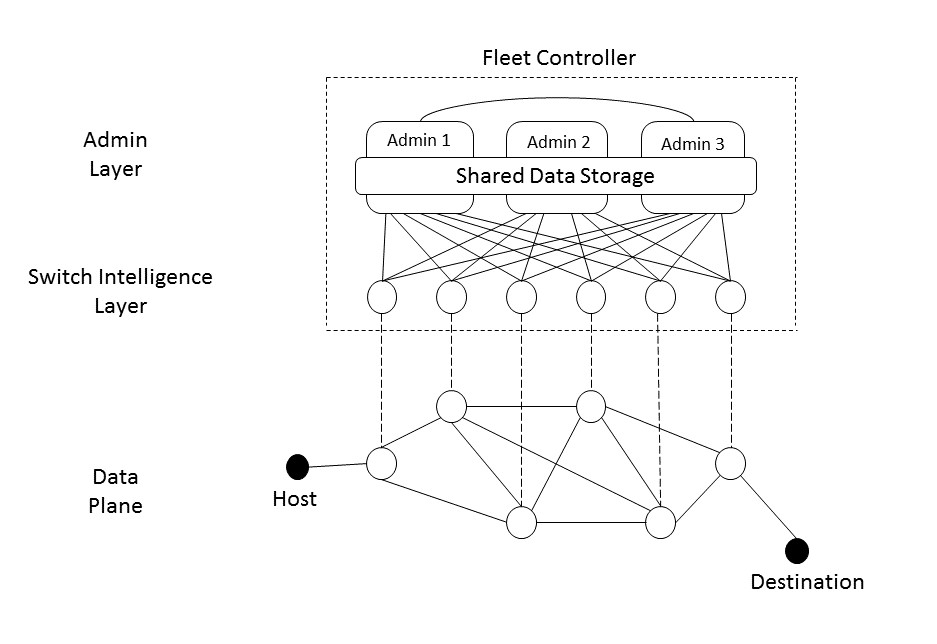 Fleet Controller
Admin
Layer
Admin 1
Admin 2
Admin 3
Shared Data Storage
Switch Intelligence
Layer
Data
Plane
Host
Destination